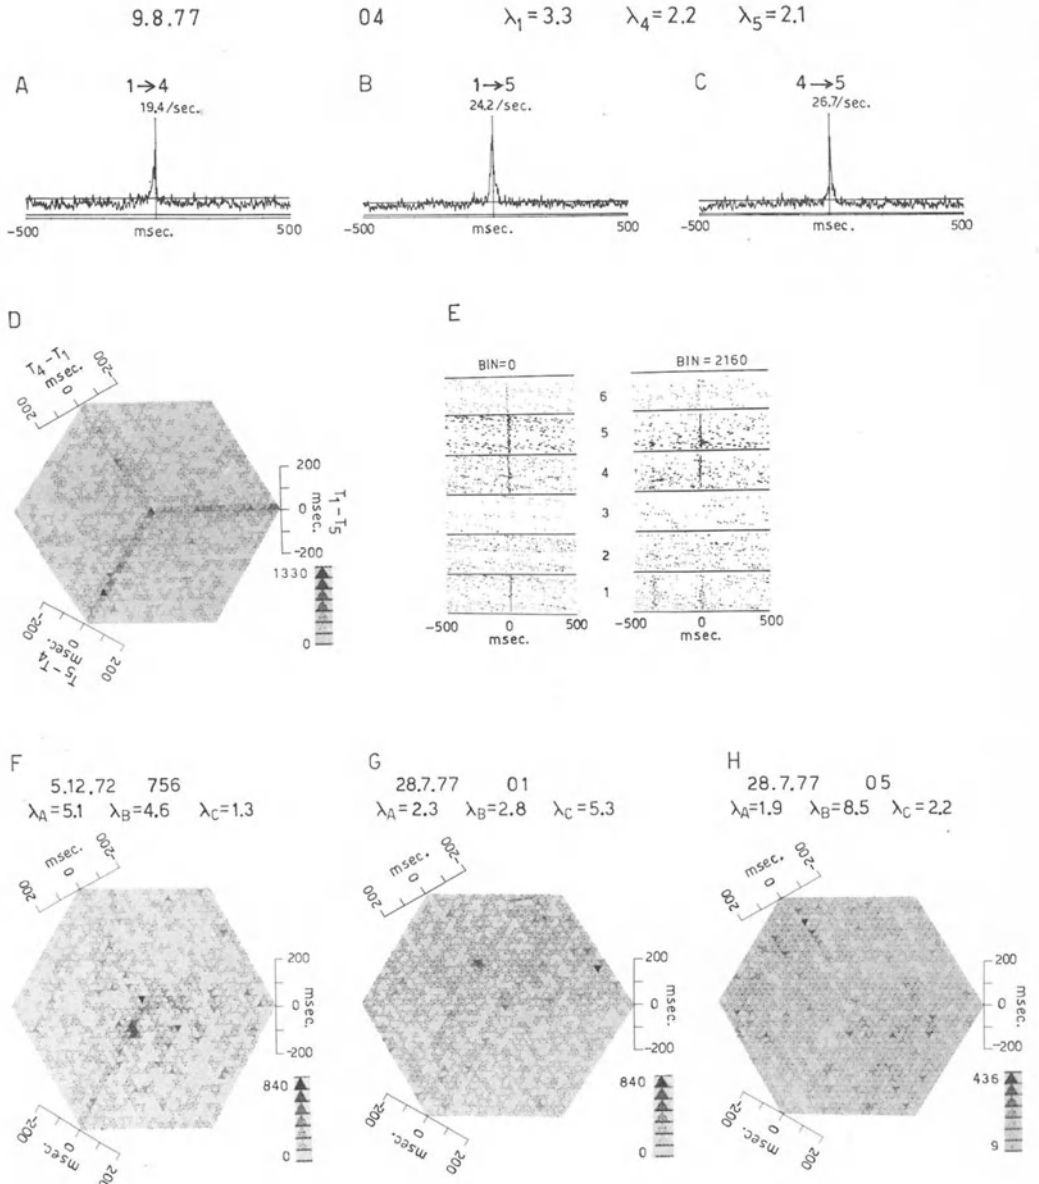 9.8.77 04 λ₁=3.3 λ₄=2.2 λ₅=2.1
A 1→4
19.4/sec.
-500 msec. 500
B 1→5
24.2/sec.
-500 msec. 500
C 4→5
26.7/sec.
-500 msec. 500
D
T₄-T₁
msec.
200 0 -200
200
0
-200
msec.
T₁-T₅
1330
0
-200 0 200
msec.
T₅-T₄
E
BIN=0 BIN=2160
6
5
4
3
2
1
-500 0 500 -500 0 500
msec. msec.
F
5.12.72 756
λA=5.1 λB=4.6 λC=1.3
msec.
200 0 -200
200
0
-200
msec.
840
0
-200 0 200
msec.
G
28.7.77 01
λA=2.3 λB=2.8 λC=5.3
msec.
200 0 -200
200
0
-200
msec.
840
0
-200 0 200
msec.
H
28.7.77 05
λA=1.9 λB=8.5 λC=2.2
msec.
200 0 -200
200
0
-200
msec.
436
9
-200 0 200
msec.